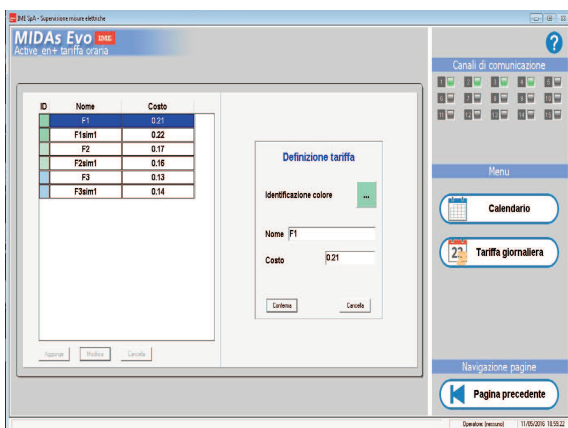 IME SpA - Supervisione misure elettriche
MIDAs Evo IME
Active_en+ tariffa oraria
?
Canali di comunicazione
1 2 3 4 5
6 7 8 9 10
11 12 13 14 15
ID Nome Costo
F1 0.21
F1sim1 0.22
F2 0.17
F2sim1 0.16
F3 0.13
F3sim1 0.14
Definizione tariffa
Identificazione colore ...
Nome F1
Costo 0.21
Conferma Cancella
Aggiungi Modifica Cancella
Menu
Calendario
Tariffa giornaliera
Navigazione pagine
Pagina precedente
Operatore: (nessuno) 11/05/2016 18.59.22